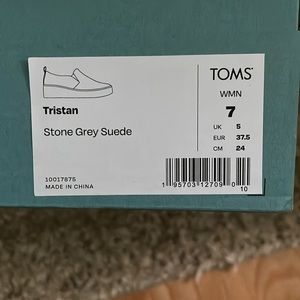 TOMS
Tristan
WMN
7
Stone Grey Suede
UK 5
EUR 37.5
CM 24
10017875
MADE IN CHINA
1 95703 12709 0
10